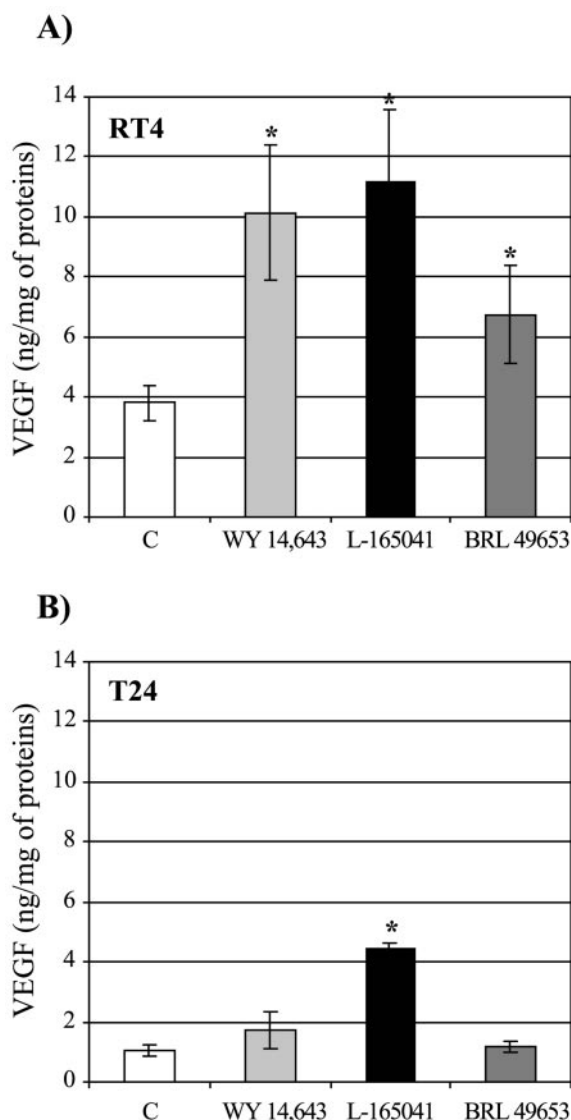 A)
14
12
10
8
6
4
2
0
VEGF (ng/mg of proteins)
RT4
*
*
*
C WY 14,643 L-165041 BRL 49653
B)
14
12
10
8
6
4
2
0
VEGF (ng/mg of proteins)
T24
*
C WY 14,643 L-165041 BRL 49653